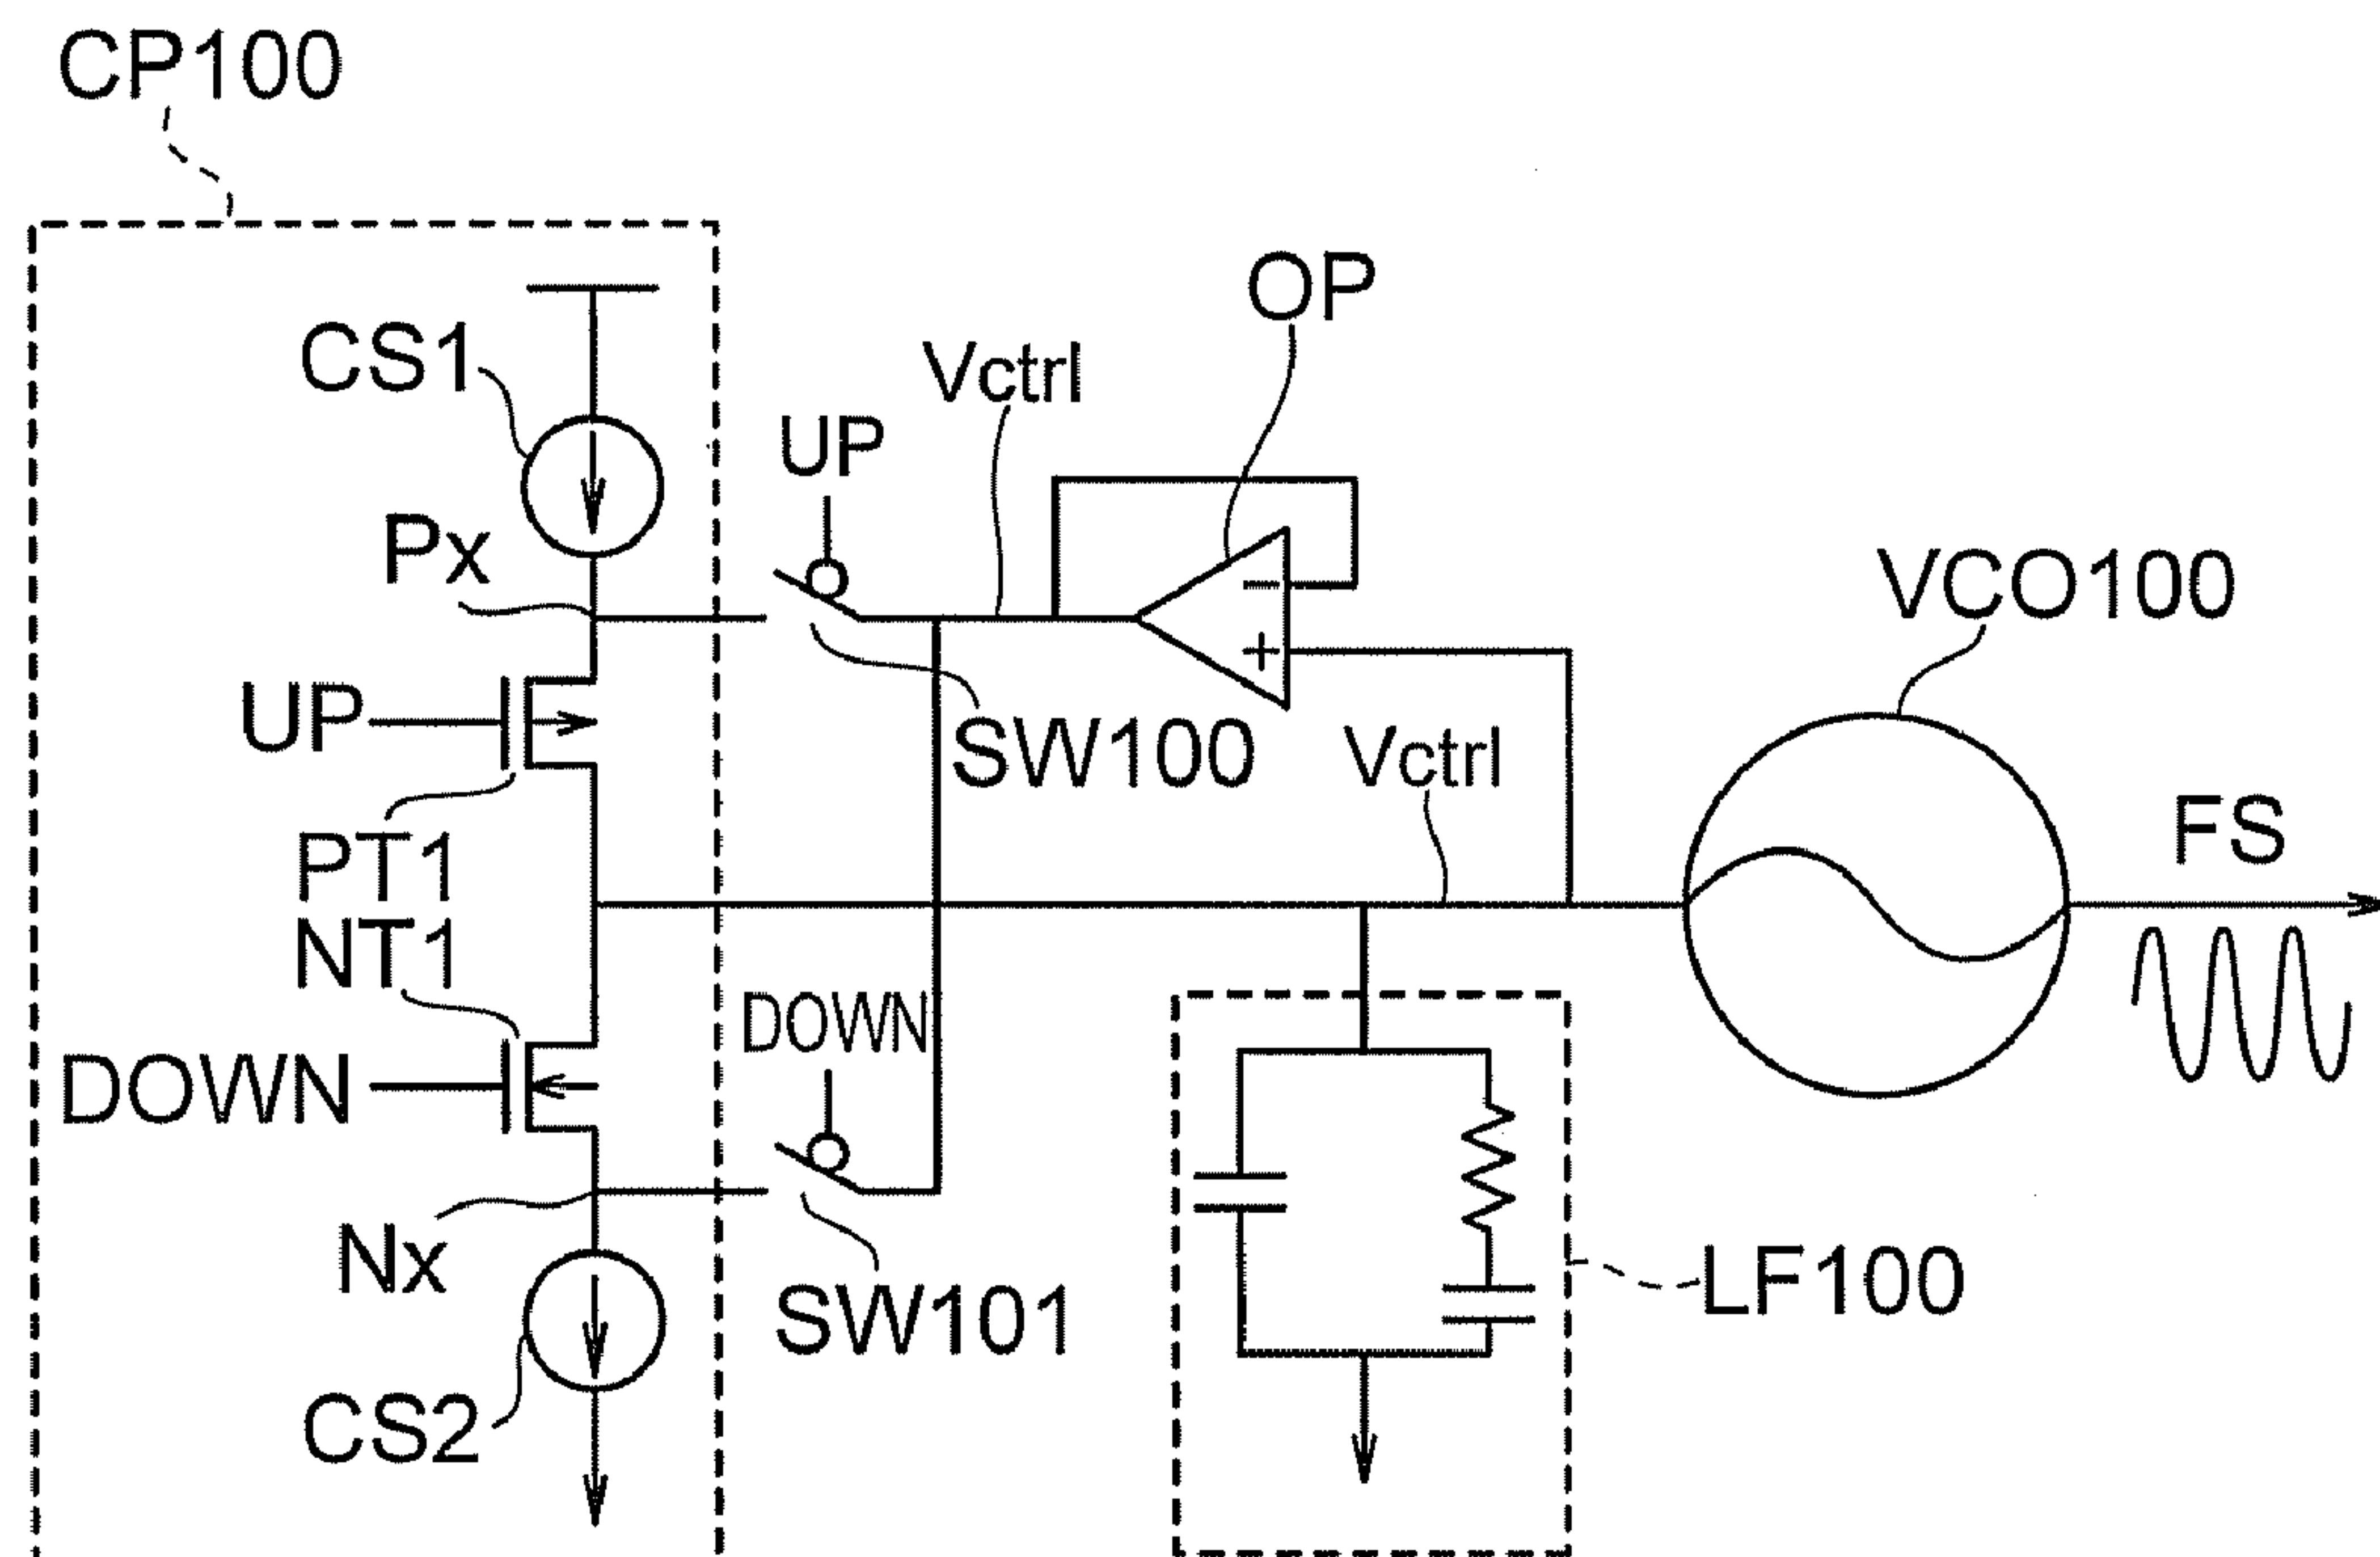 CP100
OP
CS1
Vctrl
UP
Px
VCO100
UP
SW100
Vctrl
FS
PT1
NT1
DOWN
DOWN
Nx
SW101
LF100
CS2